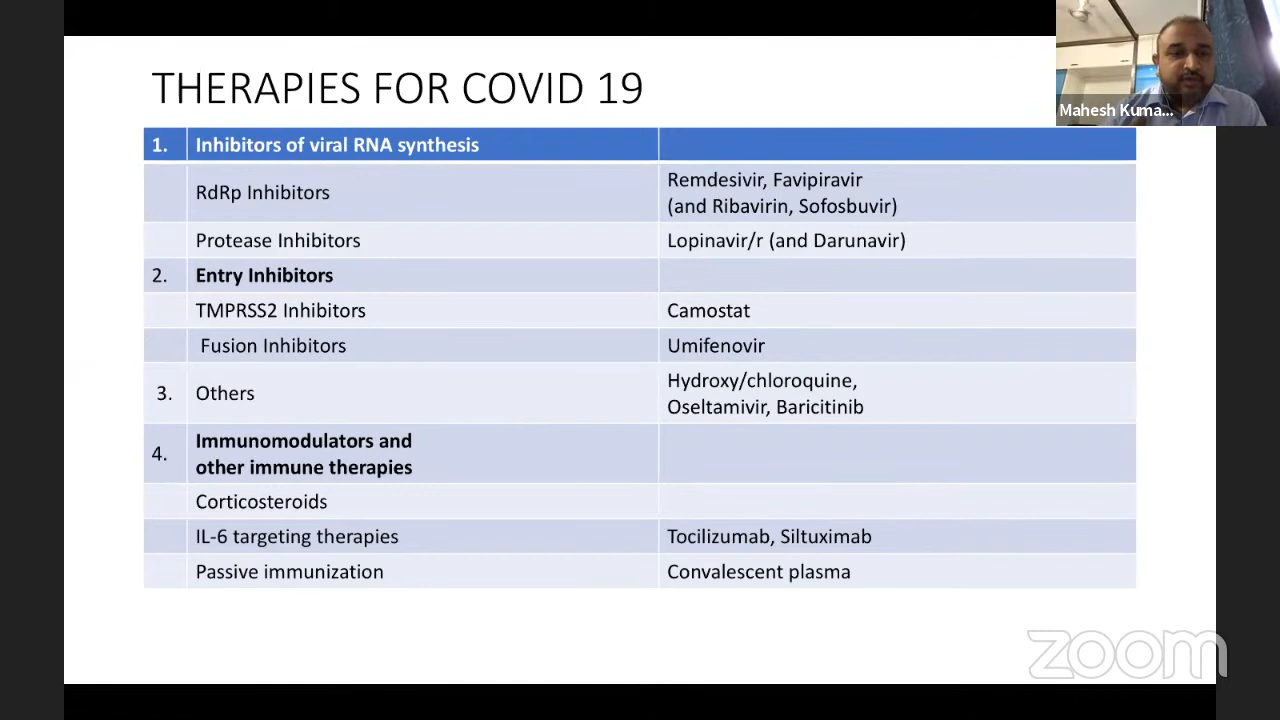 THERAPIES FOR COVID 19
Mahesh Kuma...
1. Inhibitors of viral RNA synthesis
RdRp Inhibitors Remdesivir, Favipiravir
(and Ribavirin, Sofosbuvir)
Protease Inhibitors Lopinavir/r (and Darunavir)
2. Entry Inhibitors
TMPRSS2 Inhibitors Camostat
Fusion Inhibitors Umifenovir
3. Others Hydroxy/chloroquine,
Oseltamivir, Baricitinib
4. Immunomodulators and
other immune therapies
Corticosteroids
IL-6 targeting therapies Tocilizumab, Siltuximab
Passive immunization Convalescent plasma
zoom